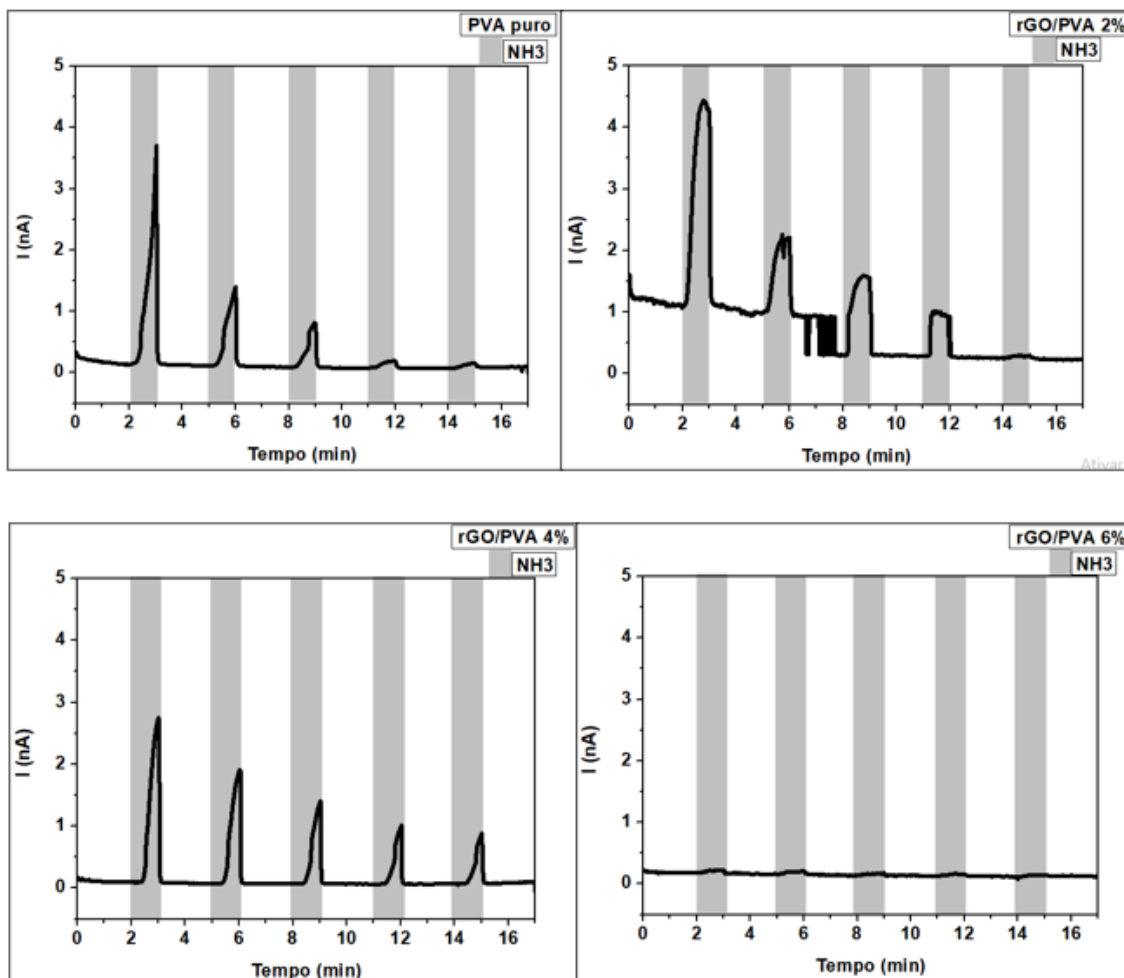 PVA puro
NH3
5
4
3
2
1
0
I (nA)
0 2 4 6 8 10 12 14 16
Tempo (min)
rGO/PVA 2%
NH3
5
4
3
2
1
0
I (nA)
0 2 4 6 8 10 12 14 16
Tempo (min)
Ativar
rGO/PVA 4%
NH3
5
4
3
2
1
0
I (nA)
0 2 4 6 8 10 12 14 16
Tempo (min)
rGO/PVA 6%
NH3
5
4
3
2
1
0
I (nA)
0 2 4 6 8 10 12 14 16
Tempo (min)